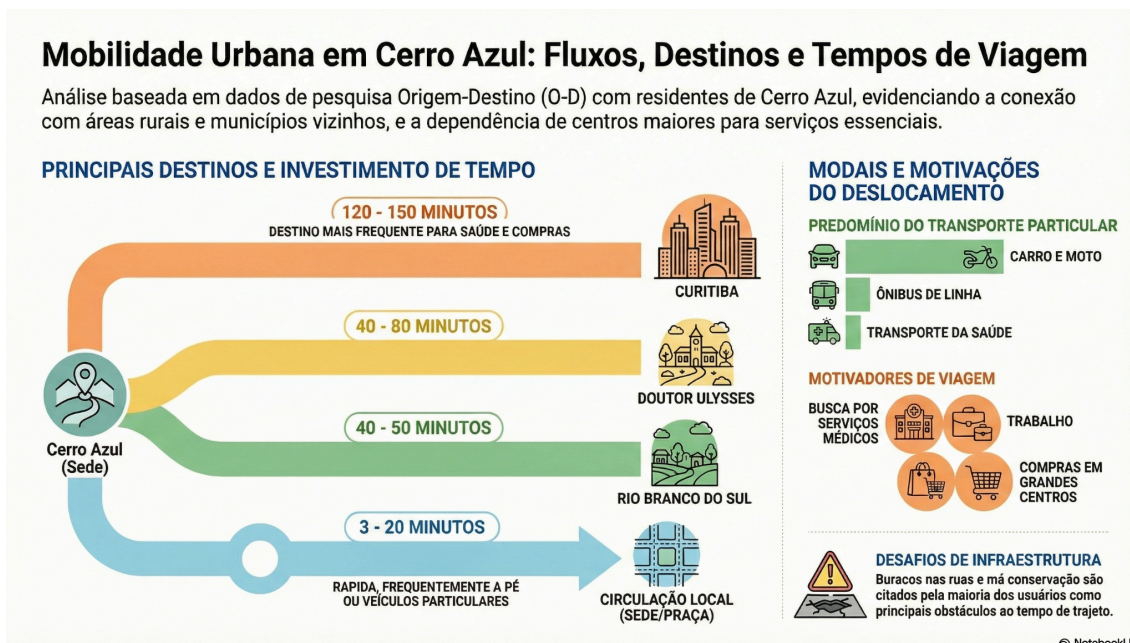 Mobilidade Urbana em Cerro Azul: Fluxos, Destinos e Tempos de Viagem
Análise baseada em dados de pesquisa Origem-Destino (O-D) com residentes de Cerro Azul, evidenciando a conexão
com áreas rurais e municípios vizinhos, e a dependência de centros maiores para serviços essenciais.
PRINCIPAIS DESTINOS E INVESTIMENTO DE TEMPO
120 - 150 MINUTOS
DESTINO MAIS FREQUENTE PARA SAÚDE E COMPRAS
CURITIBA
40 - 80 MINUTOS
DOUTOR ULYSSES
Cerro Azul
(Sede)
40 - 50 MINUTOS
RIO BRANCO DO SUL
3 - 20 MINUTOS
RAPIDA, FREQUENTEMENTE A PÉ
OU VEÍCULOS PARTICULARES
CIRCULAÇÃO LOCAL
(SEDE/PRAÇA)
MODAIS E MOTIVAÇÕES
DO DESLOCAMENTO
PREDOMÍNIO DO TRANSPORTE PARTICULAR
CARRO E MOTO
ÔNIBUS DE LINHA
TRANSPORTE DA SAÚDE
MOTIVADORES DE VIAGEM
BUSCA POR
SERVIÇOS
MÉDICOS
TRABALHO
COMPRAS EM
GRANDES
CENTROS
DESAFIOS DE INFRAESTRUTURA
Buracos nas ruas e má conservação são
citados pela maioria dos usuários como
principais obstáculos ao tempo de trajeto.